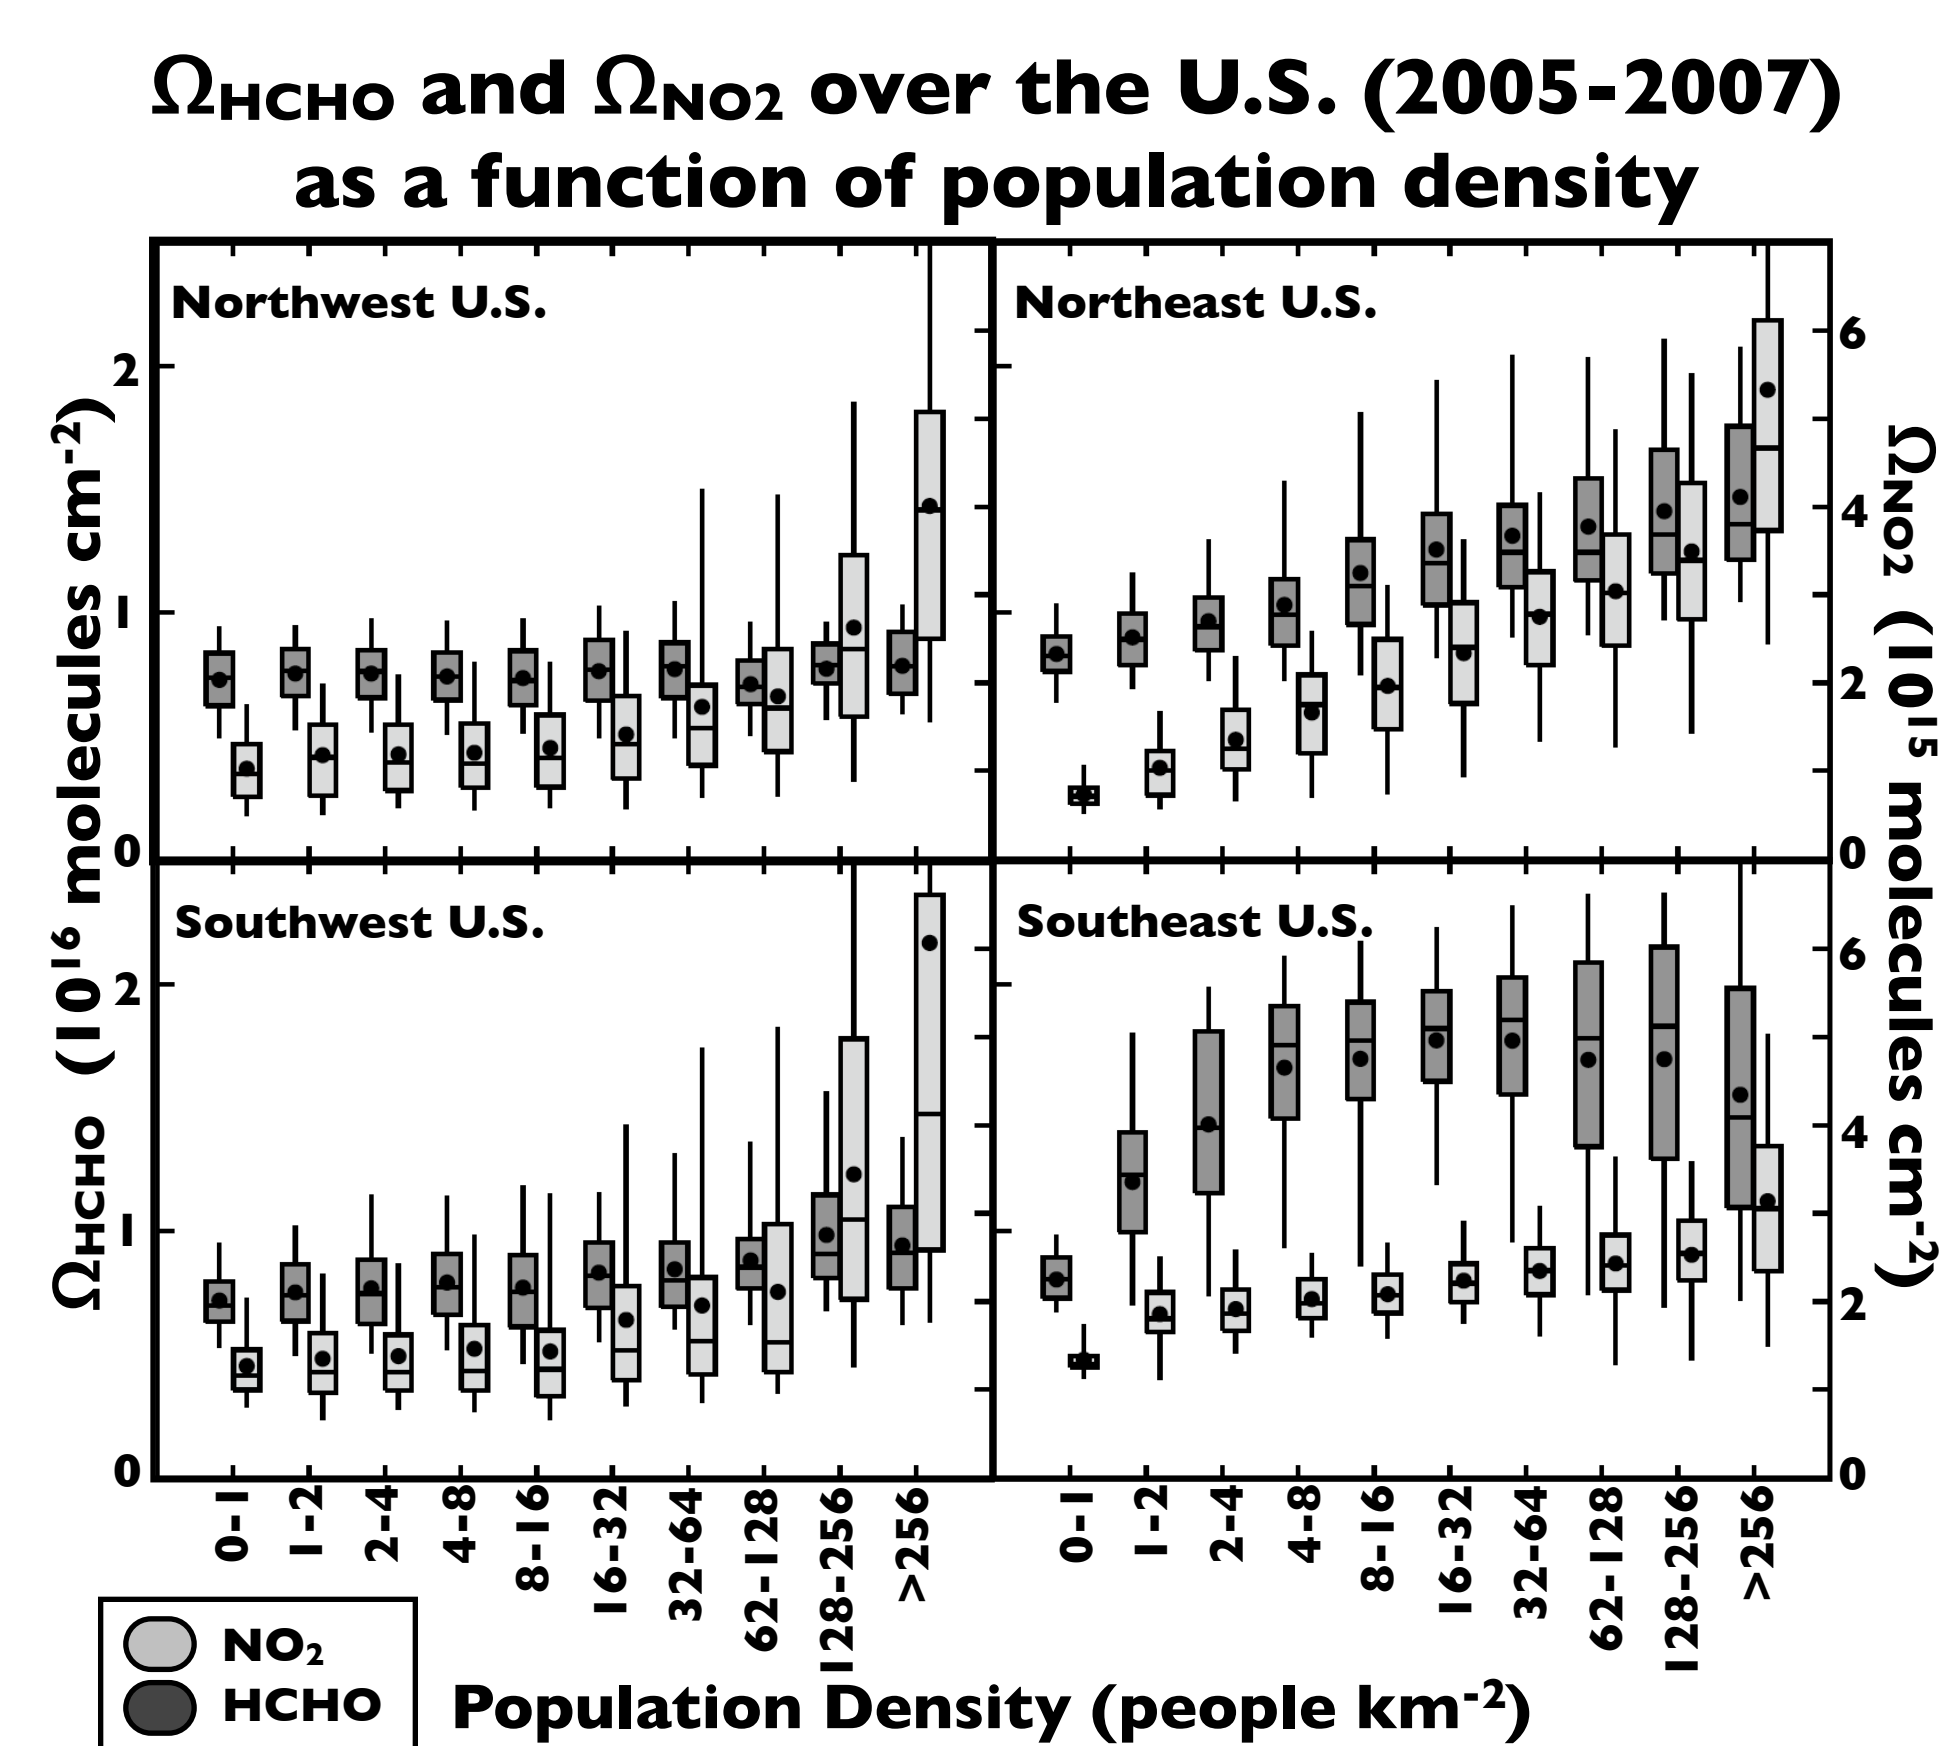 ΩHCHO and ΩNO2 over the U.S. (2005-2007)
as a function of population density
Northwest U.S.
Northeast U.S.
Southwest U.S.
Southeast U.S.
ΩHCHO (10¹⁶ molecules cm⁻²)
2
1
0
2
1
0
ΩNO2 (10¹⁵ molecules cm⁻²)
6
4
2
0
6
4
2
0
0-1 1-2 2-4 4-8 8-16 16-32 32-64 62-128 128-256 >256
0-1 1-2 2-4 4-8 8-16 16-32 32-64 62-128 128-256 >256
NO₂
HCHO
Population Density (people km⁻²)